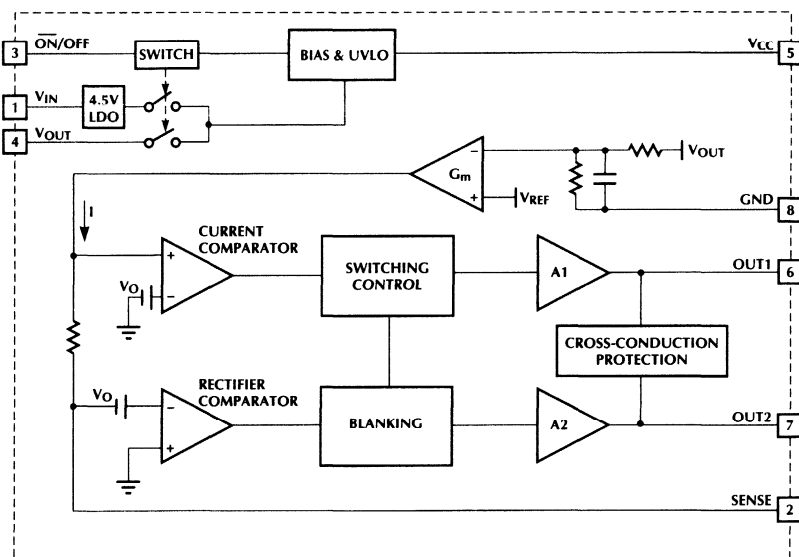 3 ON/OFF
SWITCH
BIAS & UVLO
VCC 5
1 VIN
4.5V
LDO
4 VOUT
Gm
−
+
VREF
VOUT
GND 8
I
CURRENT
COMPARATOR
+
−
VO
SWITCHING
CONTROL
A1
OUT1 6
CROSS-CONDUCTION
PROTECTION
RECTIFIER
COMPARATOR
VO
−
+
BLANKING
A2
OUT2 7
SENSE 2